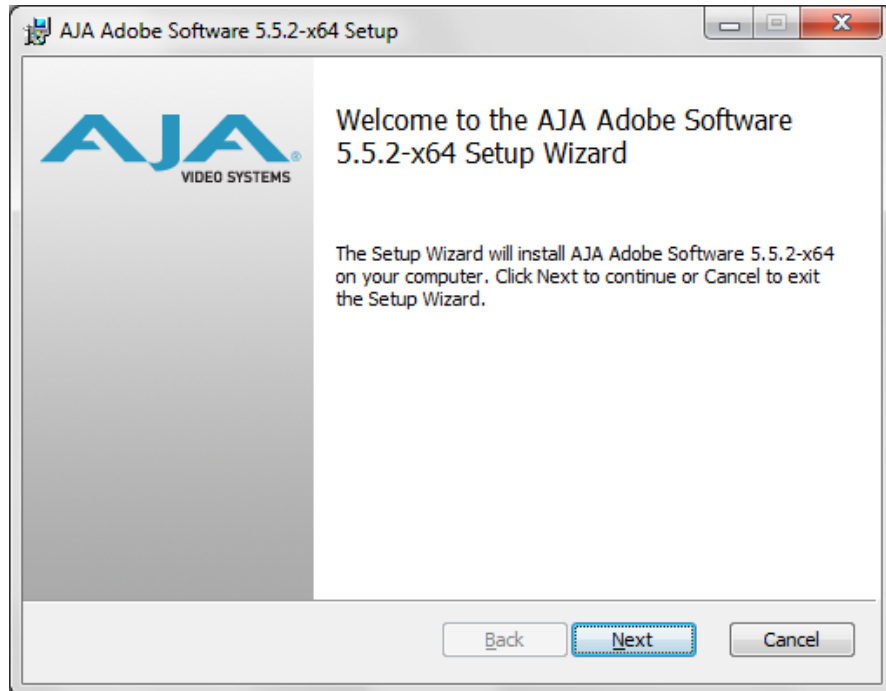 AJA Adobe Software 5.5.2-x64 Setup
AJA®
VIDEO SYSTEMS
Welcome to the AJA Adobe Software
5.5.2-x64 Setup Wizard
The Setup Wizard will install AJA Adobe Software 5.5.2-x64
on your computer. Click Next to continue or Cancel to exit
the Setup Wizard.
Back
Next
Cancel